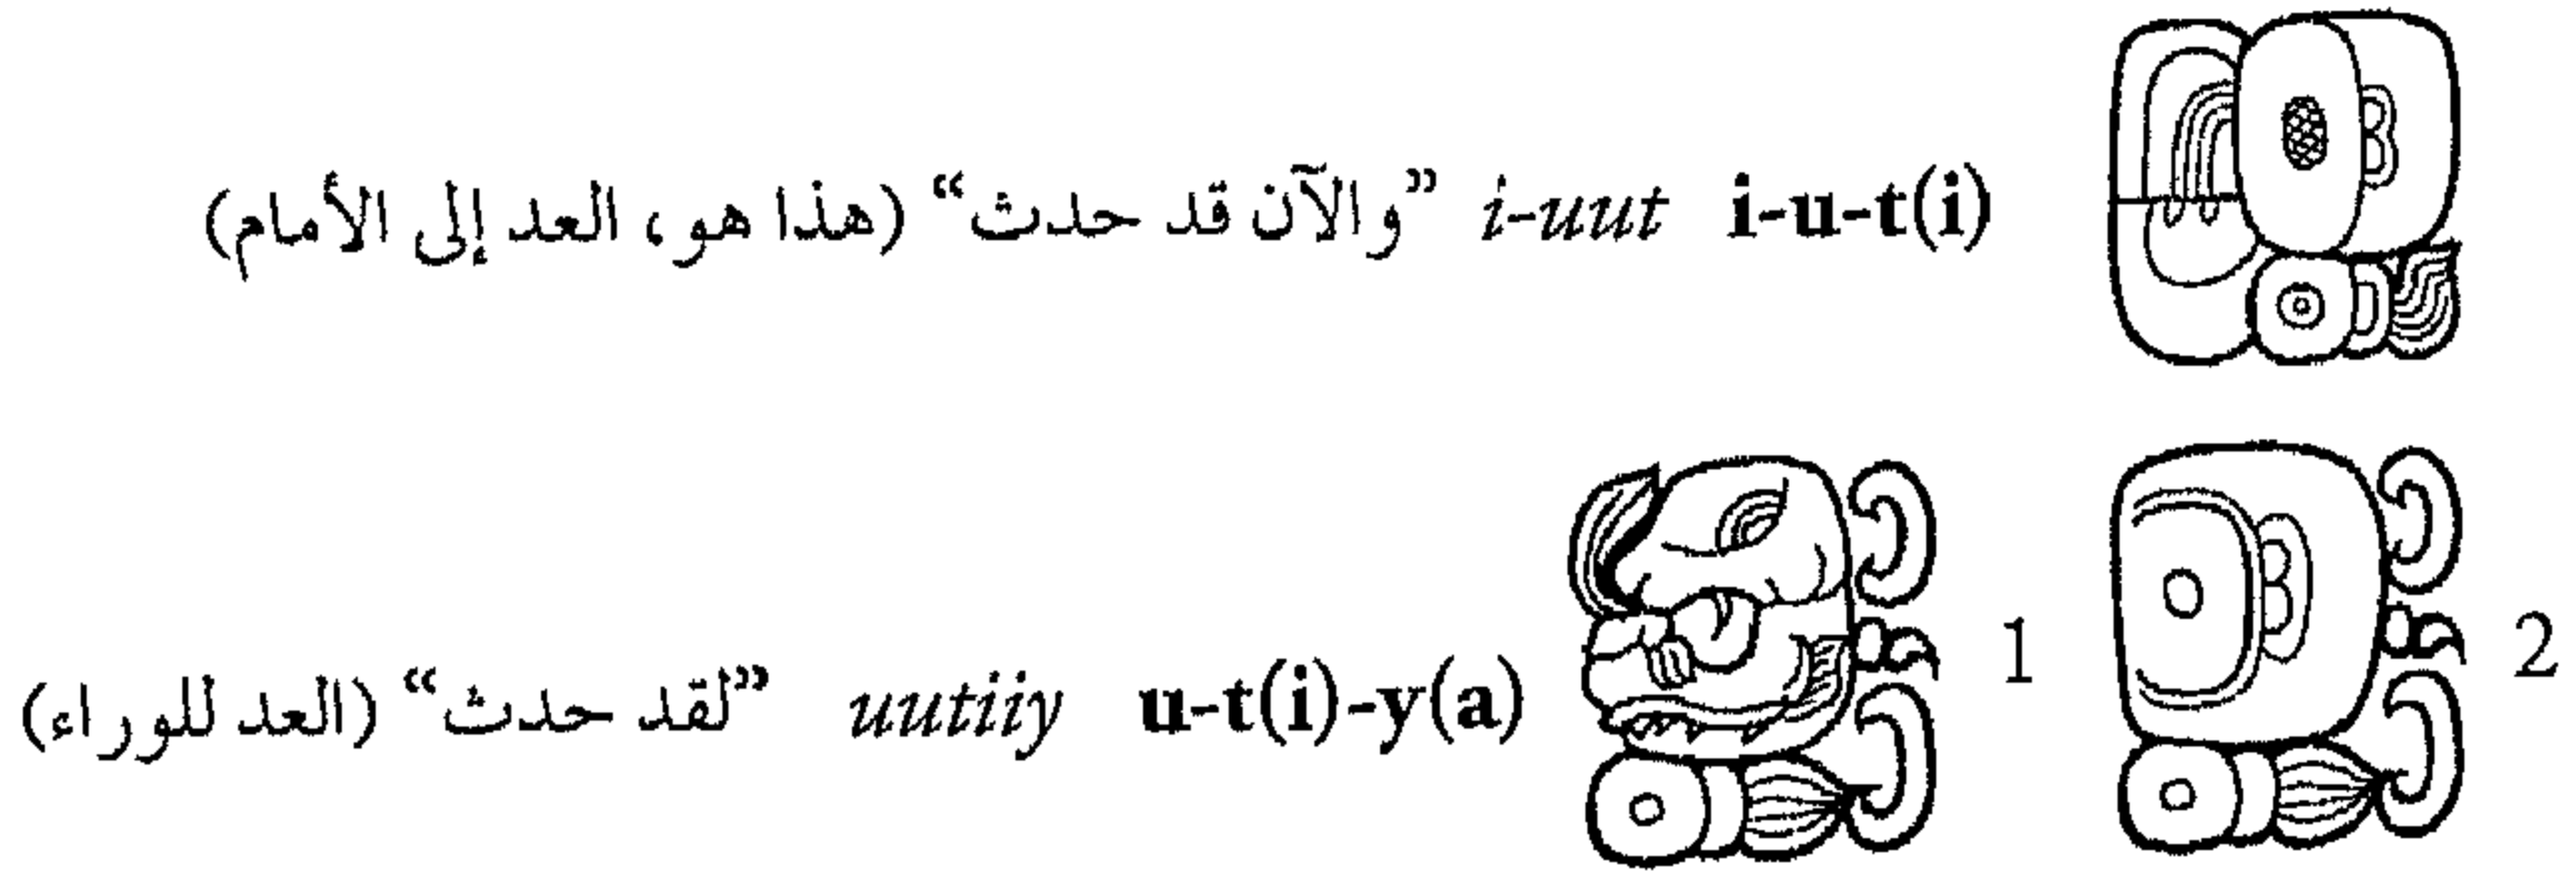 i-u-t(i) i-uut ”والآن قد حدث“ (هذا هو، العد إلى الأمام)
2 1 u-t(i)-y(a) uutiiy ”لقد حدث“ (العد للوراء)